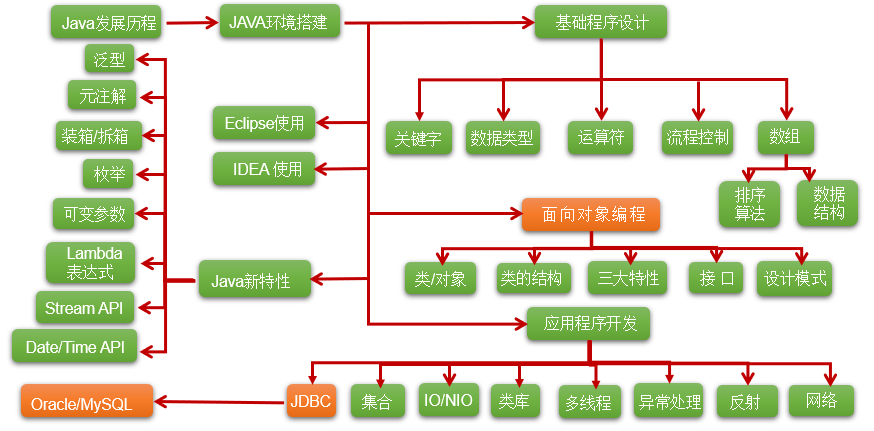 Java发展历程
JAVA环境搭建
基础程序设计
泛型
元注解
装箱/拆箱
枚举
可变参数
Lambda
表达式
Stream API
Date/Time API
Eclipse使用
IDEA 使用
Java新特性
关键字
数据类型
运算符
流程控制
数组
排序
算法
数据
结构
面向对象编程
类/对象
类的结构
三大特性
接 口
设计模式
应用程序开发
Oracle/MySQL
JDBC
集合
IO/NIO
类库
多线程
异常处理
反射
网络